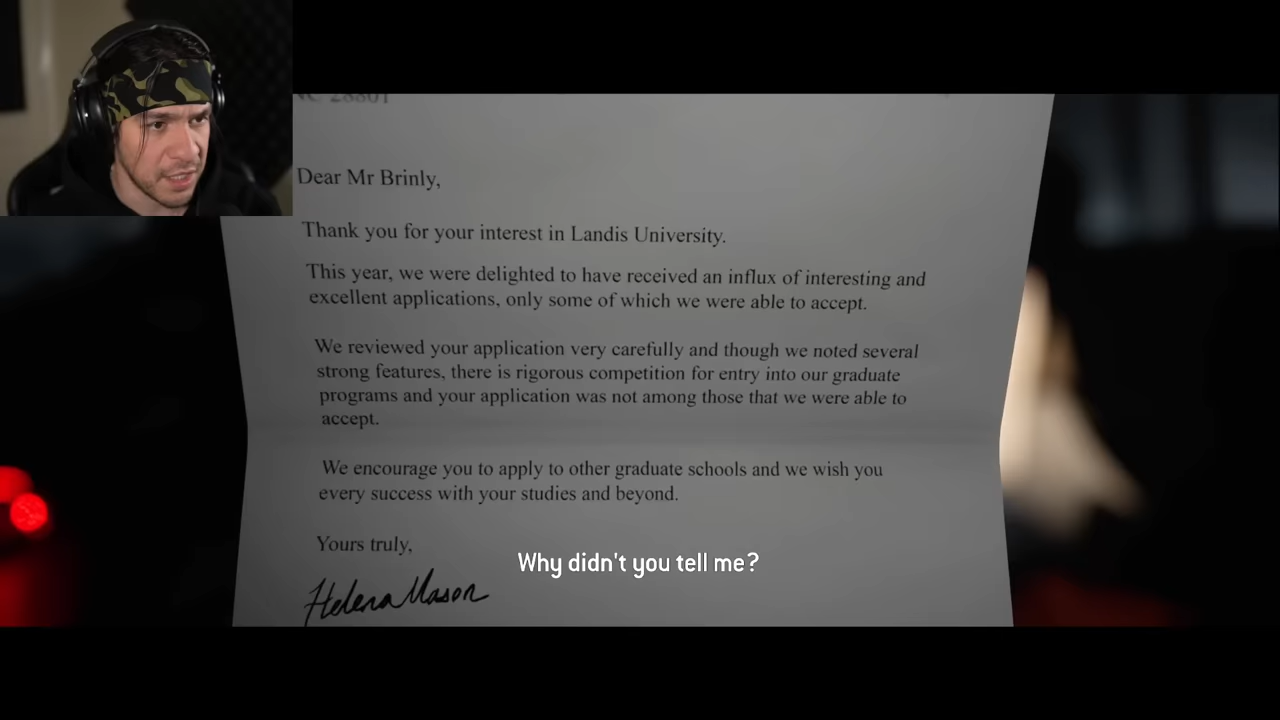 NC 28801
Dear Mr Brinly,
Thank you for your interest in Landis University.
This year, we were delighted to have received an influx of interesting and
excellent applications, only some of which we were able to accept.
We reviewed your application very carefully and though we noted several
strong features, there is rigorous competition for entry into our graduate
programs and your application was not among those that we were able to
accept.
We encourage you to apply to other graduate schools and we wish you
every success with your studies and beyond.
Yours truly,
Why didn't you tell me?
Helena Mason